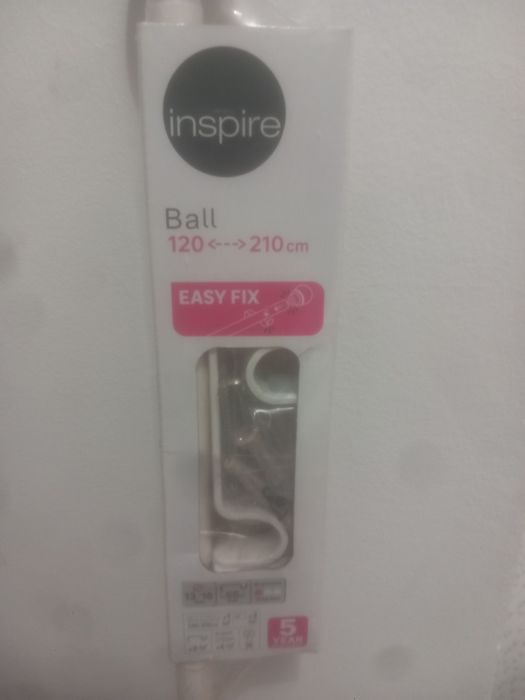 inspire
Ball
120 <---> 210 cm
EASY FIX
5
YEAR